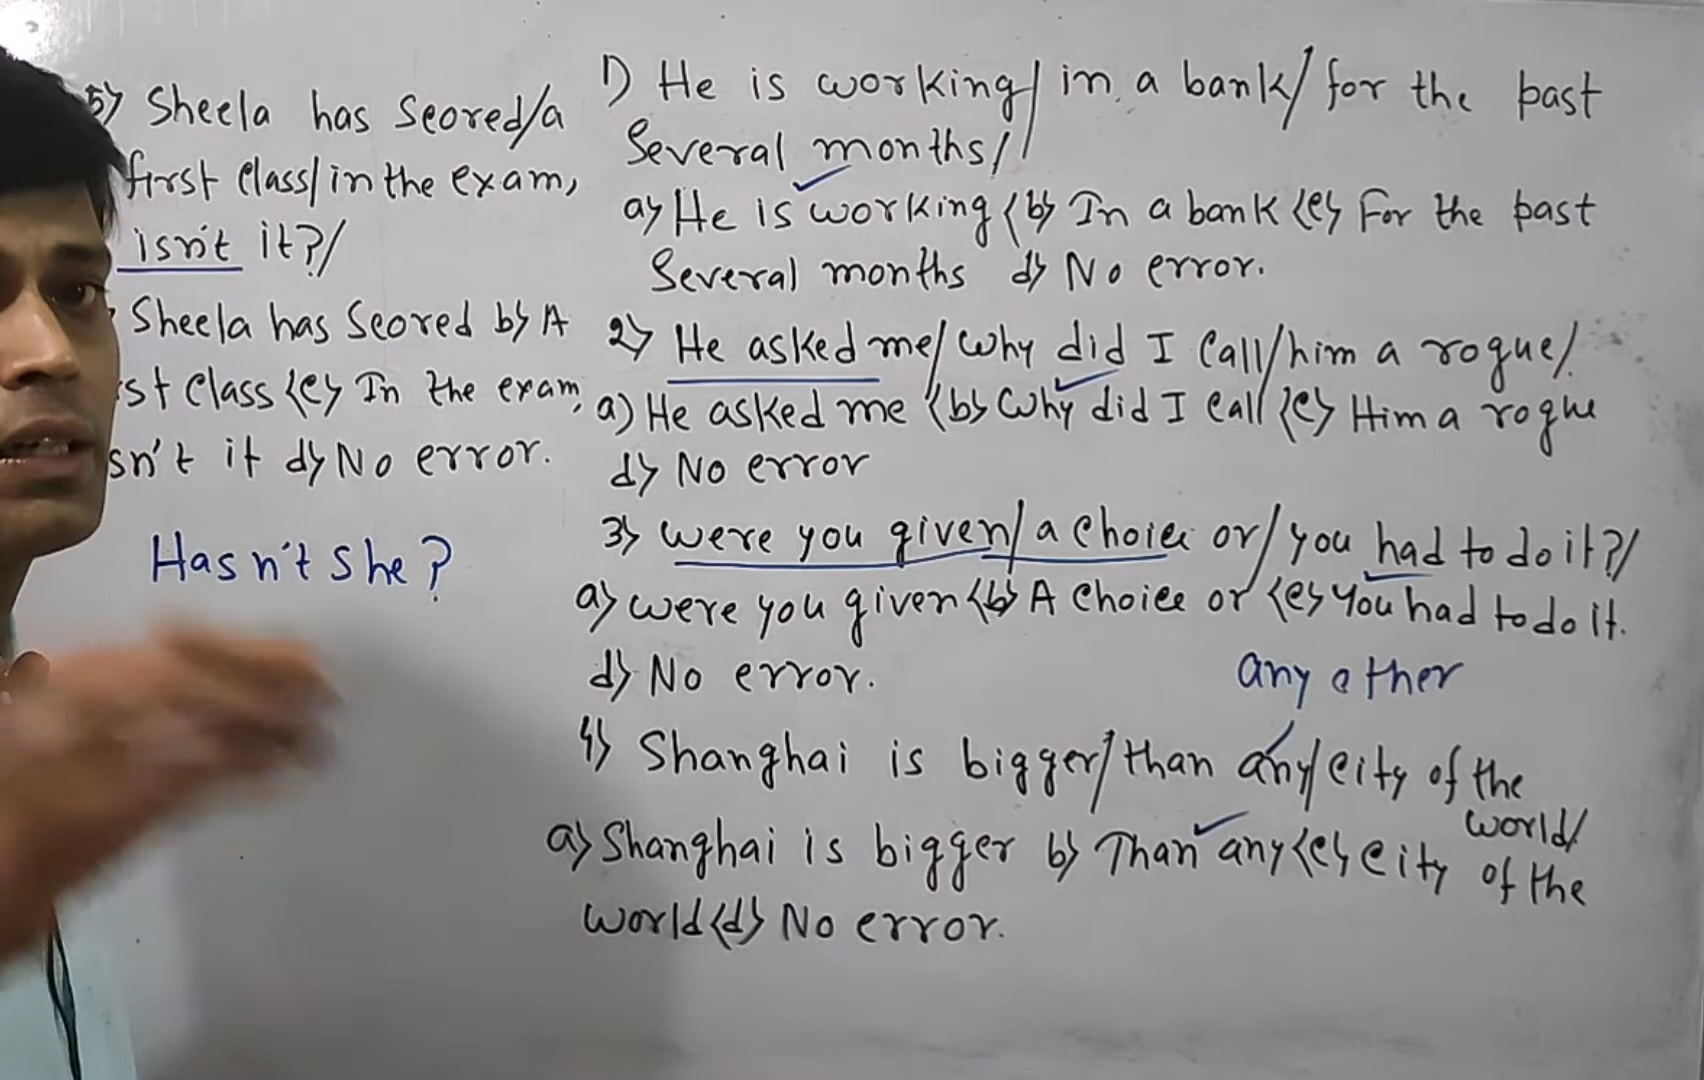 5) Sheela has scored/a
first class/in the exam,
isn't it?/
Sheela has scored b) A
st class (c) In the exam,
sn't it d) No error.
Hasn't she?
1) He is working/ in a bank/ for the past
several months//
a) He is working (b) In a bank (c) For the past
several months d) No error.
2) He asked me/ why did I call/him a rogue/.
a) He asked me (b) Why did I call (c) Him a rogue
d) No error
3) were you given/ a choice or/ you had to do it?/
a) were you given (b) A choice or (c) You had to do it.
d) No error.
any other
4) Shanghai is bigger/than any/city of the
world/
a) Shanghai is bigger b) Than any (c) city of the
world (d) No error.